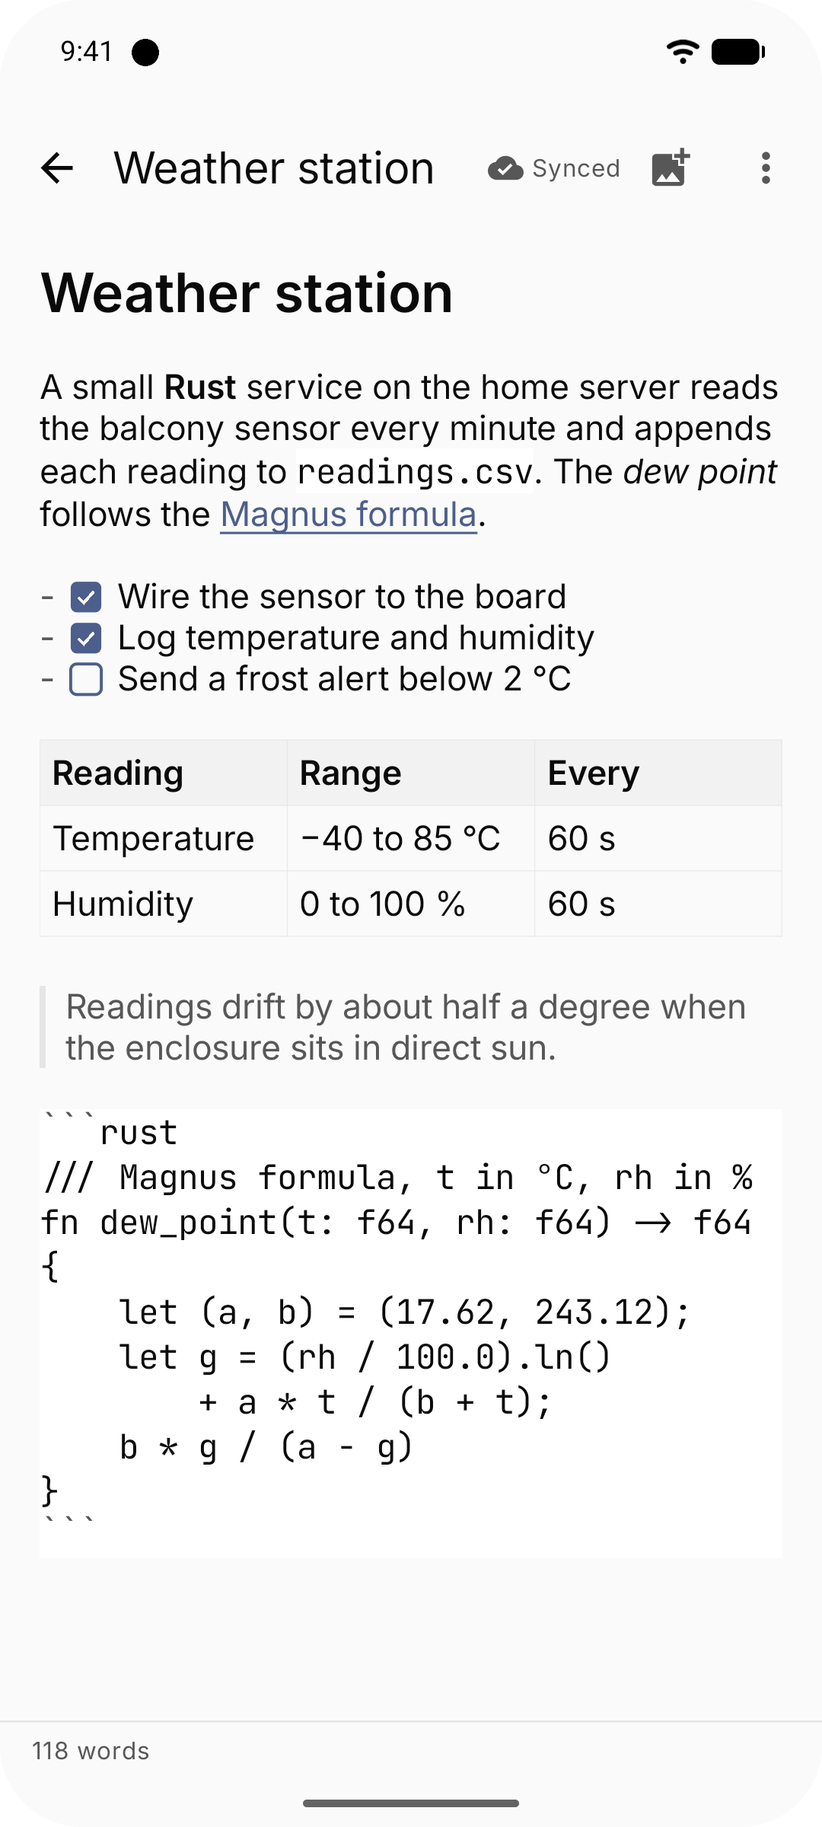 9:41
Weather station
Synced
Weather station
A small Rust service on the home server reads
the balcony sensor every minute and appends
each reading to readings.csv. The dew point
follows the Magnus formula.
- Wire the sensor to the board
- Log temperature and humidity
- Send a frost alert below 2 °C
Reading Range Every
Temperature −40 to 85 °C 60 s
Humidity 0 to 100 % 60 s
Readings drift by about half a degree when
the enclosure sits in direct sun.
```rust
/// Magnus formula, t in °C, rh in %
fn dew_point(t: f64, rh: f64) -> f64
{
    let (a, b) = (17.62, 243.12);
    let g = (rh / 100.0).ln()
        + a * t / (b + t);
    b * g / (a - g)
}
```
118 words